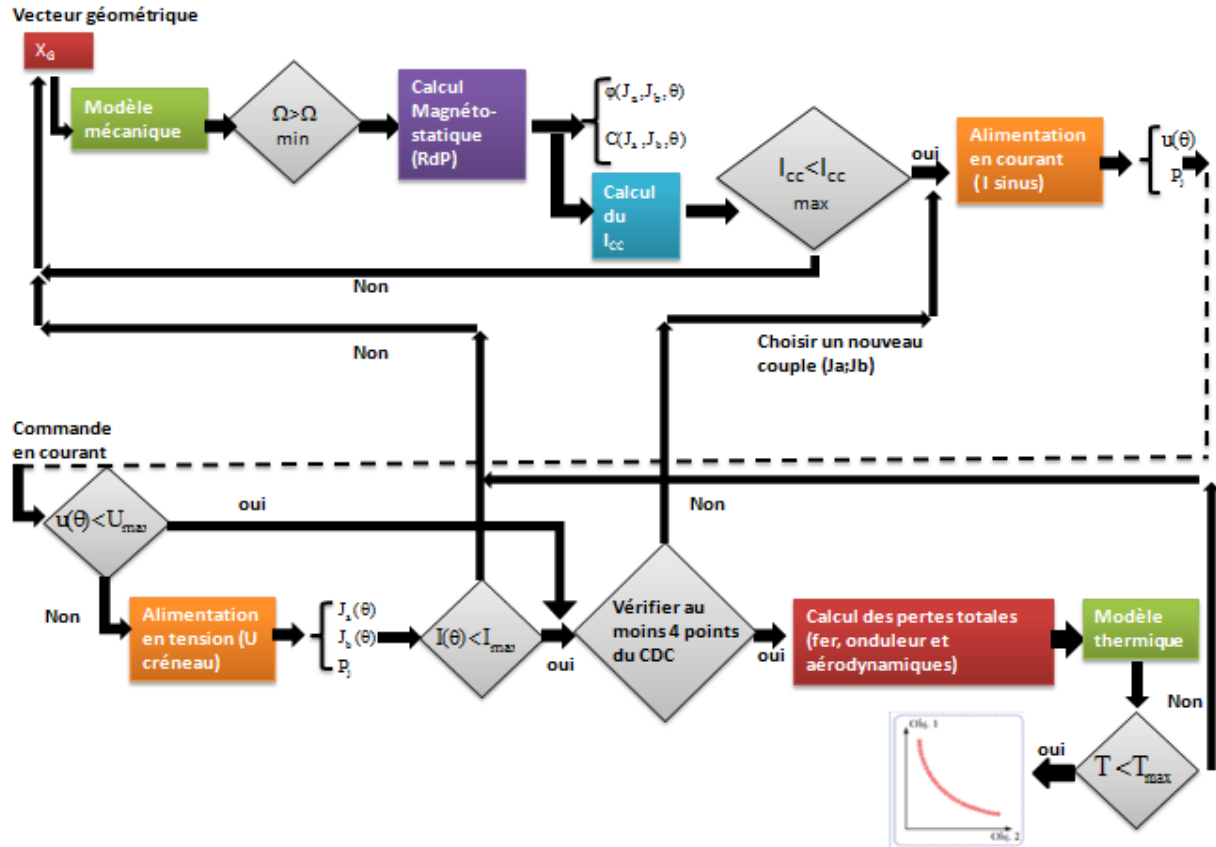 Vecteur géométrique
X_G
Modèle
mécanique
Ω>Ω
min
Calcul
Magnéto-
statique
(RdP)
φ(J_a,J_b,θ)
C(J_a,J_b,θ)
Calcul
du
I_cc
I_cc<I_cc
max
oui
Alimentation
en courant
( I sinus)
u(θ)
P_j
Non
Non
Choisir un nouveau
couple (Ja;Jb)
Commande
en courant
u(θ)<U_max
oui
Non
Non
Alimentation
en tension (U
créneau)
J_a(θ)
J_b(θ)
P_j
I(θ)<I_max
oui
Vérifier au
moins 4 points
du CDC
oui
Calcul des pertes totales
(fer, onduleur et
aérodynamiques)
Modèle
thermique
Non
T<T_max
oui
Obj. 1
Obj. 2